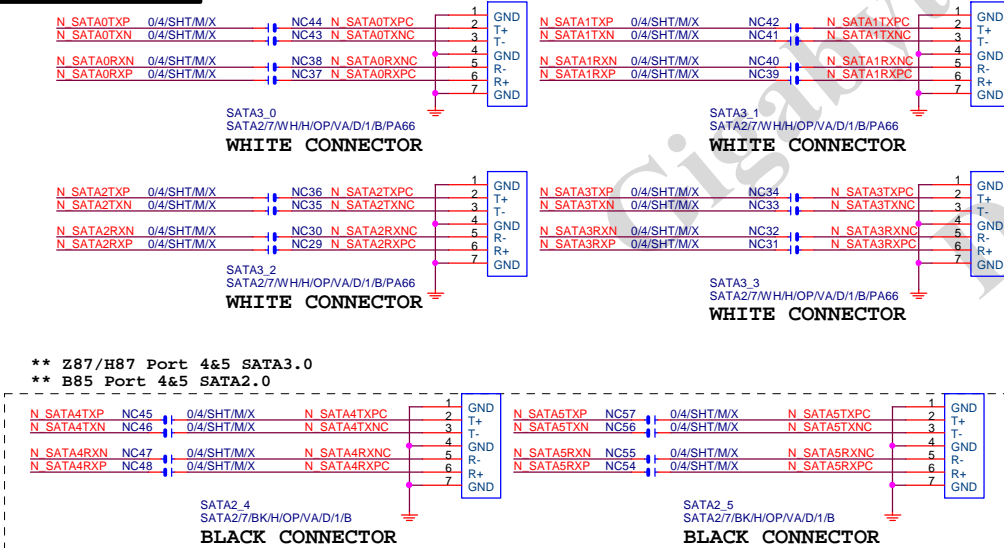 N_SATA0TXP 0/4/SHT/M/X NC44 N_SATA0TXPC 1 GND
N_SATA0TXN 0/4/SHT/M/X NC43 N_SATA0TXNC 2 T+
3 T-
4 GND
N_SATA0RXN 0/4/SHT/M/X NC38 N_SATA0RXNC 5 R-
N_SATA0RXP 0/4/SHT/M/X NC37 N_SATA0RXPC 6 R+
7 GND
SATA3_0
SATA2/7/WH/H/OP/VA/D/1/B/PA66
WHITE CONNECTOR
N_SATA1TXP 0/4/SHT/M/X NC42 N_SATA1TXPC 1 GND
N_SATA1TXN 0/4/SHT/M/X NC41 N_SATA1TXNC 2 T+
3 T-
4 GND
N_SATA1RXN 0/4/SHT/M/X NC40 N_SATA1RXNC 5 R-
N_SATA1RXP 0/4/SHT/M/X NC39 N_SATA1RXPC 6 R+
7 GND
SATA3_1
SATA2/7/WH/H/OP/VA/D/1/B/PA66
WHITE CONNECTOR
N_SATA2TXP 0/4/SHT/M/X NC36 N_SATA2TXPC 1 GND
N_SATA2TXN 0/4/SHT/M/X NC35 N_SATA2TXNC 2 T+
3 T-
4 GND
N_SATA2RXN 0/4/SHT/M/X NC30 N_SATA2RXNC 5 R-
N_SATA2RXP 0/4/SHT/M/X NC29 N_SATA2RXPC 6 R+
7 GND
SATA3_2
SATA2/7/WH/H/OP/VA/D/1/B/PA66
WHITE CONNECTOR
N_SATA3TXP 0/4/SHT/M/X NC34 N_SATA3TXPC 1 GND
N_SATA3TXN 0/4/SHT/M/X NC33 N_SATA3TXNC 2 T+
3 T-
4 GND
N_SATA3RXN 0/4/SHT/M/X NC32 N_SATA3RXNC 5 R-
N_SATA3RXP 0/4/SHT/M/X NC31 N_SATA3RXPC 6 R+
7 GND
SATA3_3
SATA2/7/WH/H/OP/VA/D/1/B/PA66
WHITE CONNECTOR
** Z87/H87 Port 4&5 SATA3.0
** B85 Port 4&5 SATA2.0
N_SATA4TXP NC45 0/4/SHT/M/X N_SATA4TXPC 1 GND
N_SATA4TXN NC46 0/4/SHT/M/X N_SATA4TXNC 2 T+
3 T-
4 GND
N_SATA4RXN NC47 0/4/SHT/M/X N_SATA4RXNC 5 R-
N_SATA4RXP NC48 0/4/SHT/M/X N_SATA4RXPC 6 R+
7 GND
SATA2_4
SATA2/7/BK/H/OP/VA/D/1/B
BLACK CONNECTOR
N_SATA5TXP NC57 0/4/SHT/M/X N_SATA5TXPC 1 GND
N_SATA5TXN NC56 0/4/SHT/M/X N_SATA5TXNC 2 T+
3 T-
4 GND
N_SATA5RXN NC55 0/4/SHT/M/X N_SATA5RXNC 5 R-
N_SATA5RXP NC54 0/4/SHT/M/X N_SATA5RXPC 6 R+
7 GND
SATA2_5
SATA2/7/BK/H/OP/VA/D/1/B
BLACK CONNECTOR